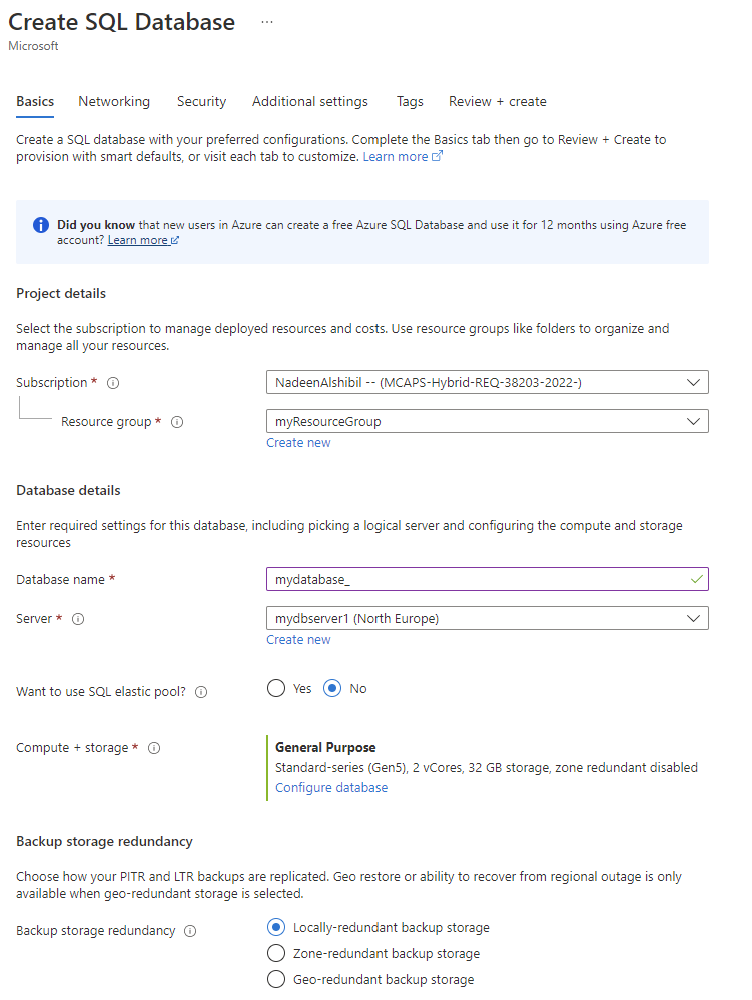 Create SQL Database ...
Microsoft
Basics Networking Security Additional settings Tags Review + create
Create a SQL database with your preferred configurations. Complete the Basics tab then go to Review + Create to
provision with smart defaults, or visit each tab to customize. Learn more
Did you know that new users in Azure can create a free Azure SQL Database and use it for 12 months using Azure free
account? Learn more
Project details
Select the subscription to manage deployed resources and costs. Use resource groups like folders to organize and
manage all your resources.
Subscription * NadeenAlshibil -- (MCAPS-Hybrid-REQ-38203-2022-)
Resource group * myResourceGroup
Create new
Database details
Enter required settings for this database, including picking a logical server and configuring the compute and storage
resources
Database name * mydatabase_
Server * mydbserver1 (North Europe)
Create new
Want to use SQL elastic pool? Yes No
Compute + storage * General Purpose
Standard-series (Gen5), 2 vCores, 32 GB storage, zone redundant disabled
Configure database
Backup storage redundancy
Choose how your PITR and LTR backups are replicated. Geo restore or ability to recover from regional outage is only
available when geo-redundant storage is selected.
Backup storage redundancy Locally-redundant backup storage
Zone-redundant backup storage
Geo-redundant backup storage